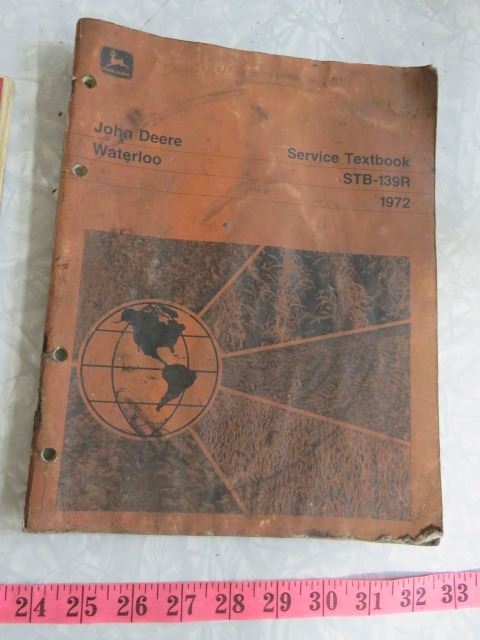 JOHN DEERE
John Deere
Waterloo
Service Textbook
STB-139R
1972
24 25 26 27 28 29 30 31 32 33